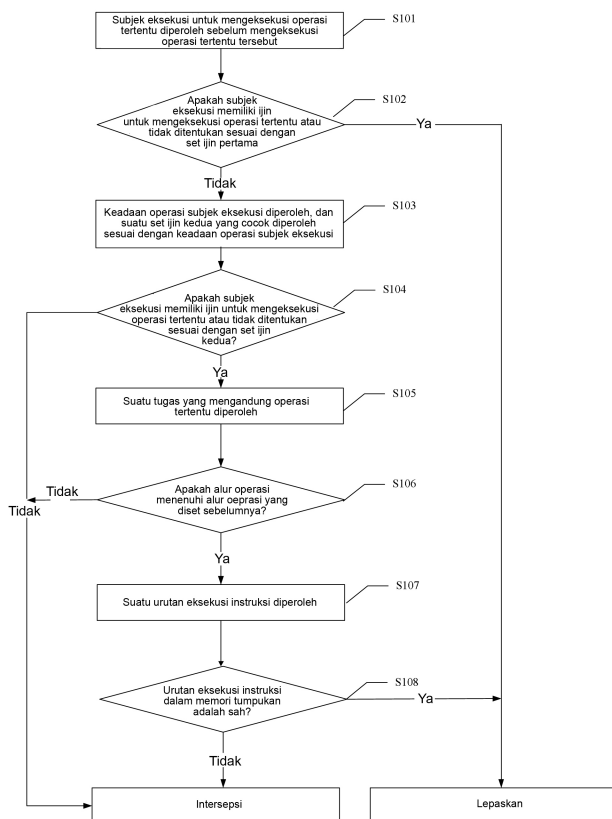 Subjek eksekusi untuk mengeksekusi operasi
tertentu diperoleh sebelum mengeksekusi
operasi tertentu tersebut
S101
Apakah subjek
eksekusi memiliki ijin
untuk mengeksekusi operasi tertentu atau
tidak ditentukan sesuai dengan
set ijin pertama
S102
Ya
Tidak
Keadaan operasi subjek eksekusi diperoleh, dan
suatu set ijin kedua yang cocok diperoleh
sesuai dengan keadaan operasi subjek eksekusi
S103
Apakah subjek
eksekusi memiliki ijin untuk mengeksekusi
operasi tertentu atau tidak ditentukan
sesuai dengan set ijin
kedua?
S104
Ya
Suatu tugas yang mengandung operasi
tertentu diperoleh
S105
Apakah alur operasi
menenuhi alur oeprasi yang
diset sebelumnya?
S106
Tidak
Tidak
Ya
Suatu urutan eksekusi instruksi diperoleh
S107
Urutan eksekusi instruksi
dalam memori tumpukan
adalah sah?
S108
Ya
Tidak
Intersepsi
Lepaskan